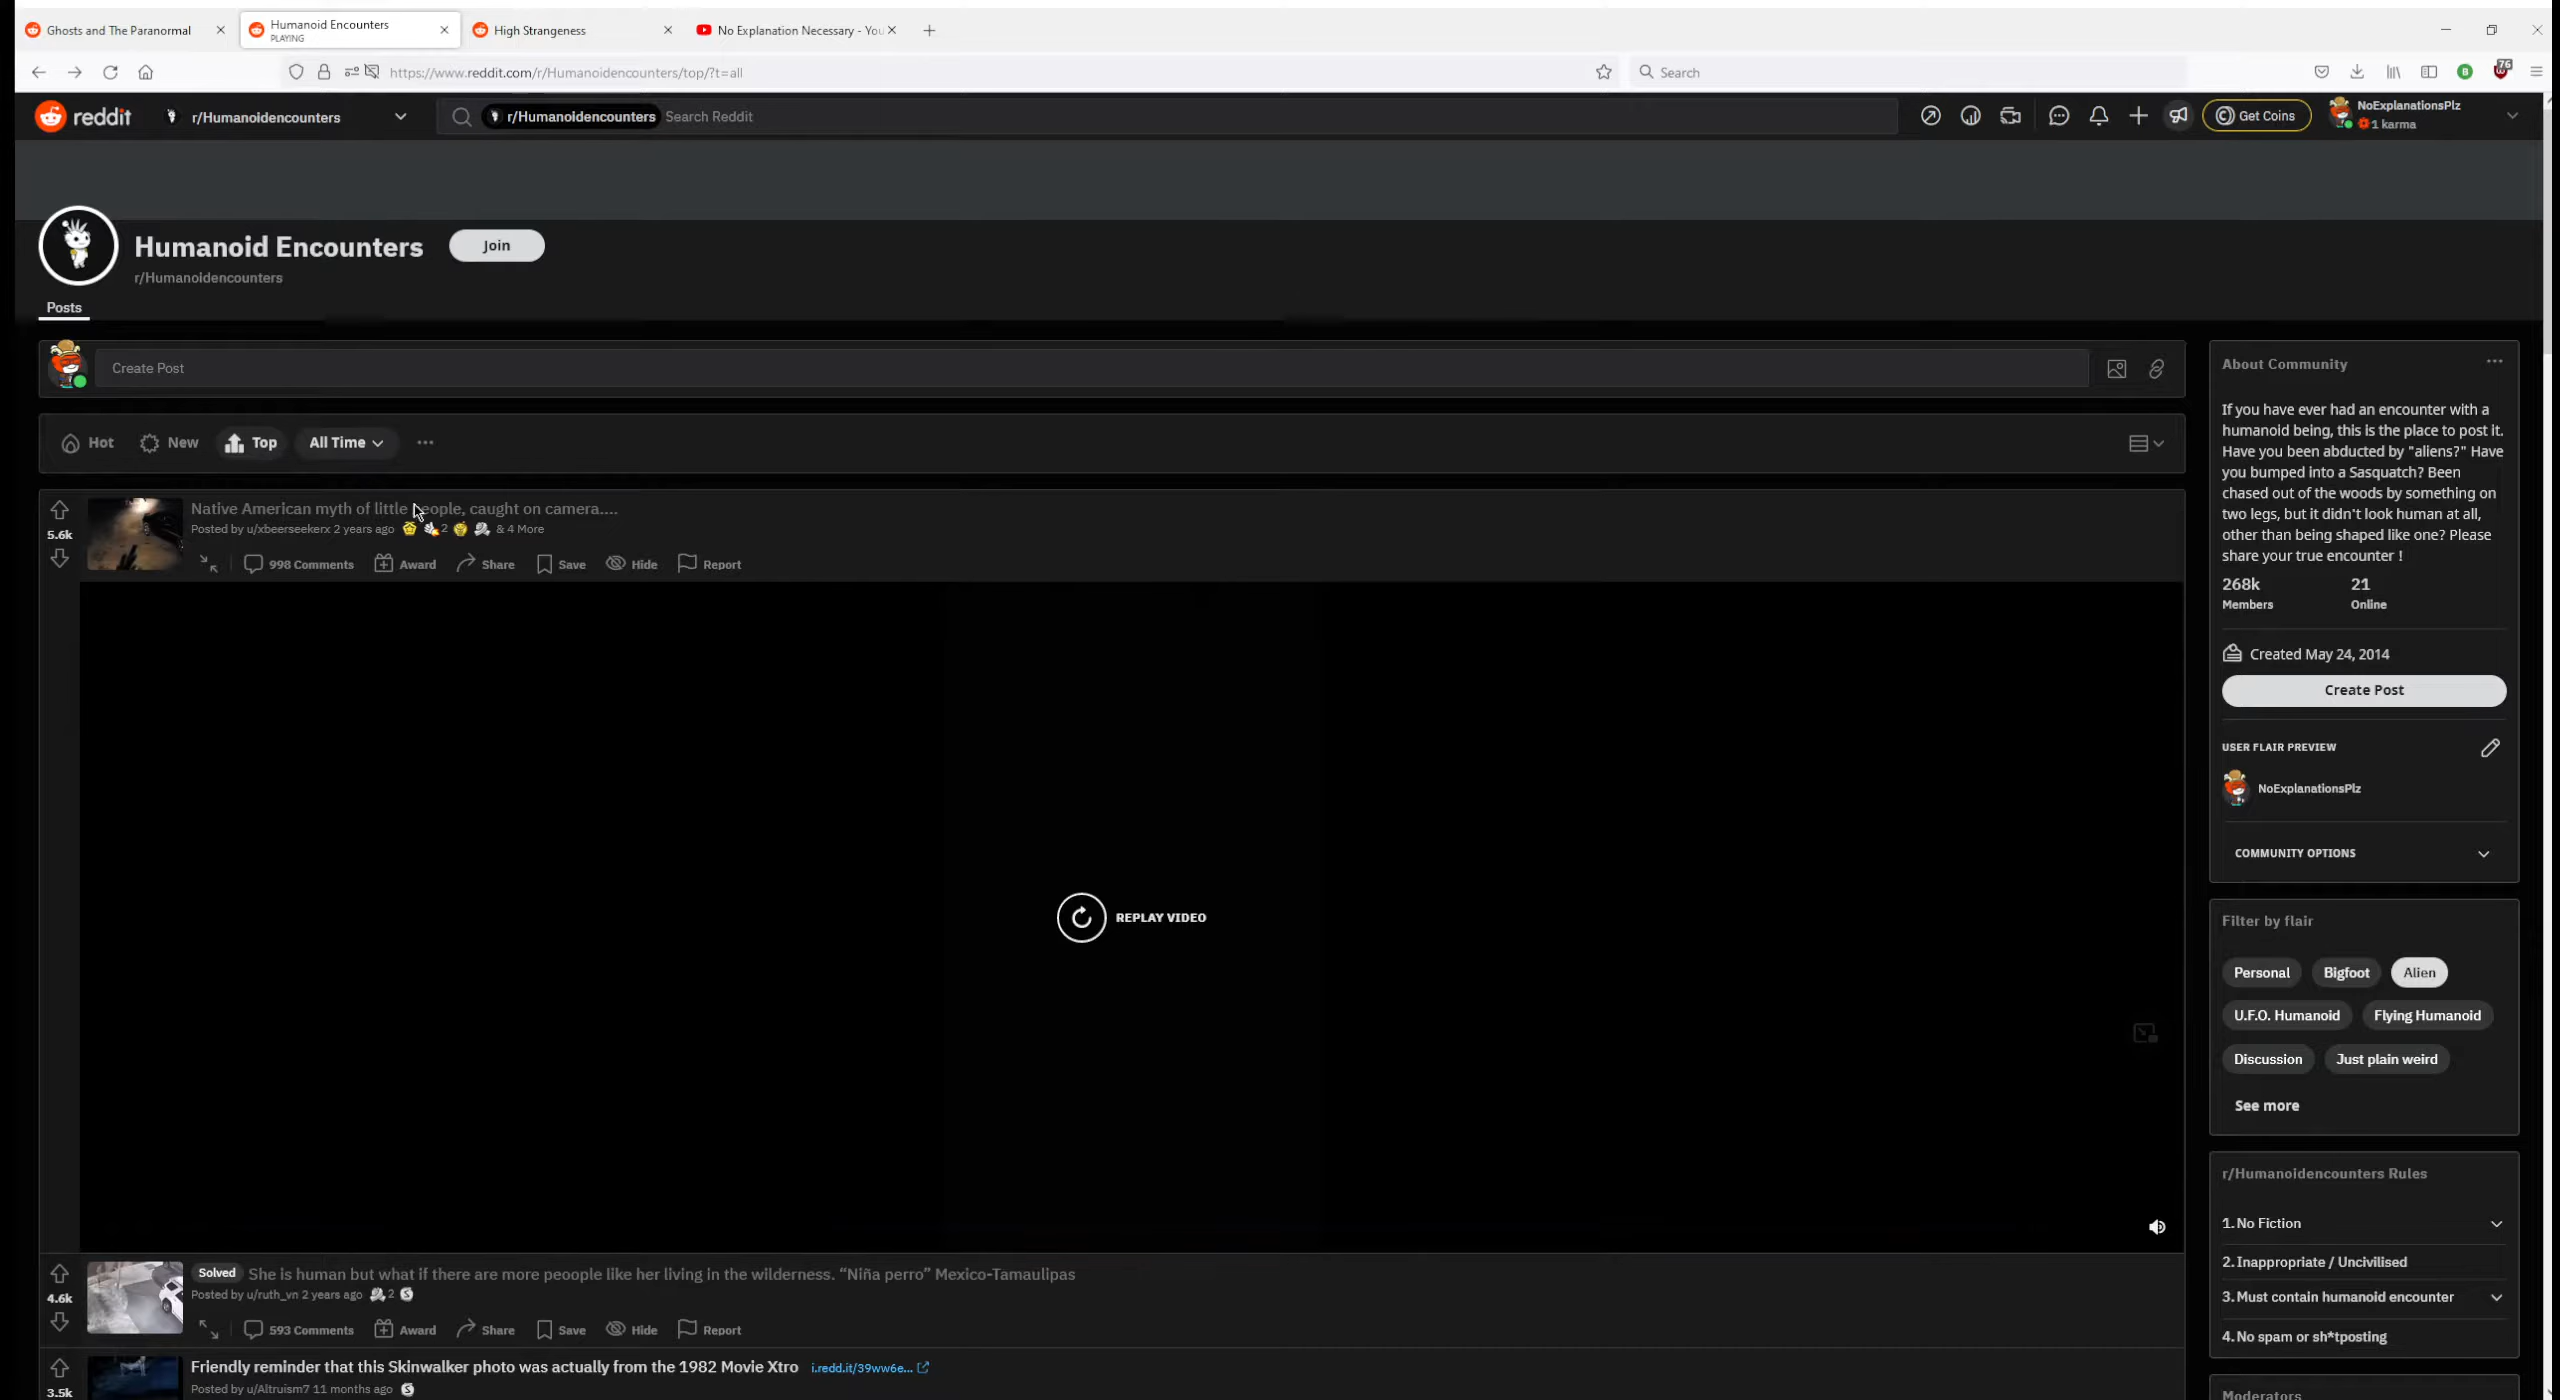 Ghosts and The Paranormal
Humanoid Encounters
PLAYING
High Strangeness
No Explanation Necessary - You
https://www.reddit.com/r/Humanoidencounters/top/?t=all
Search
B
76
reddit
r/Humanoidencounters
r/Humanoidencounters Search Reddit
Get Coins
NoExplanationsPlz
1 karma
Humanoid Encounters
Join
r/Humanoidencounters
Posts
Create Post
Hot
New
Top
All Time
Native American myth of little people, caught on camera....
Posted by u/xbeerseekerx 2 years ago 2 & 4 More
5.6k
998 Comments Award Share Save Hide Report
REPLAY VIDEO
Solved She is human but what if there are more peoople like her living in the wilderness. “Niña perro” Mexico-Tamaulipas
Posted by u/ruth_vn 2 years ago 2 S
4.6k
593 Comments Award Share Save Hide Report
Friendly reminder that this Skinwalker photo was actually from the 1982 Movie Xtro i.redd.it/39ww6e...
Posted by u/Altruism7 11 months ago S
3.5k
About Community
If you have ever had an encounter with a
humanoid being, this is the place to post it.
Have you been abducted by "aliens?" Have
you bumped into a Sasquatch? Been
chased out of the woods by something on
two legs, but it didn't look human at all,
other than being shaped like one? Please
share your true encounter !
268k
Members
21
Online
Created May 24, 2014
Create Post
USER FLAIR PREVIEW
NoExplanationsPlz
COMMUNITY OPTIONS
Filter by flair
Personal
Bigfoot
Alien
U.F.O. Humanoid
Flying Humanoid
Discussion
Just plain weird
See more
r/Humanoidencounters Rules
1. No Fiction
2. Inappropriate / Uncivilised
3. Must contain humanoid encounter
4. No spam or sh*tposting
Moderators